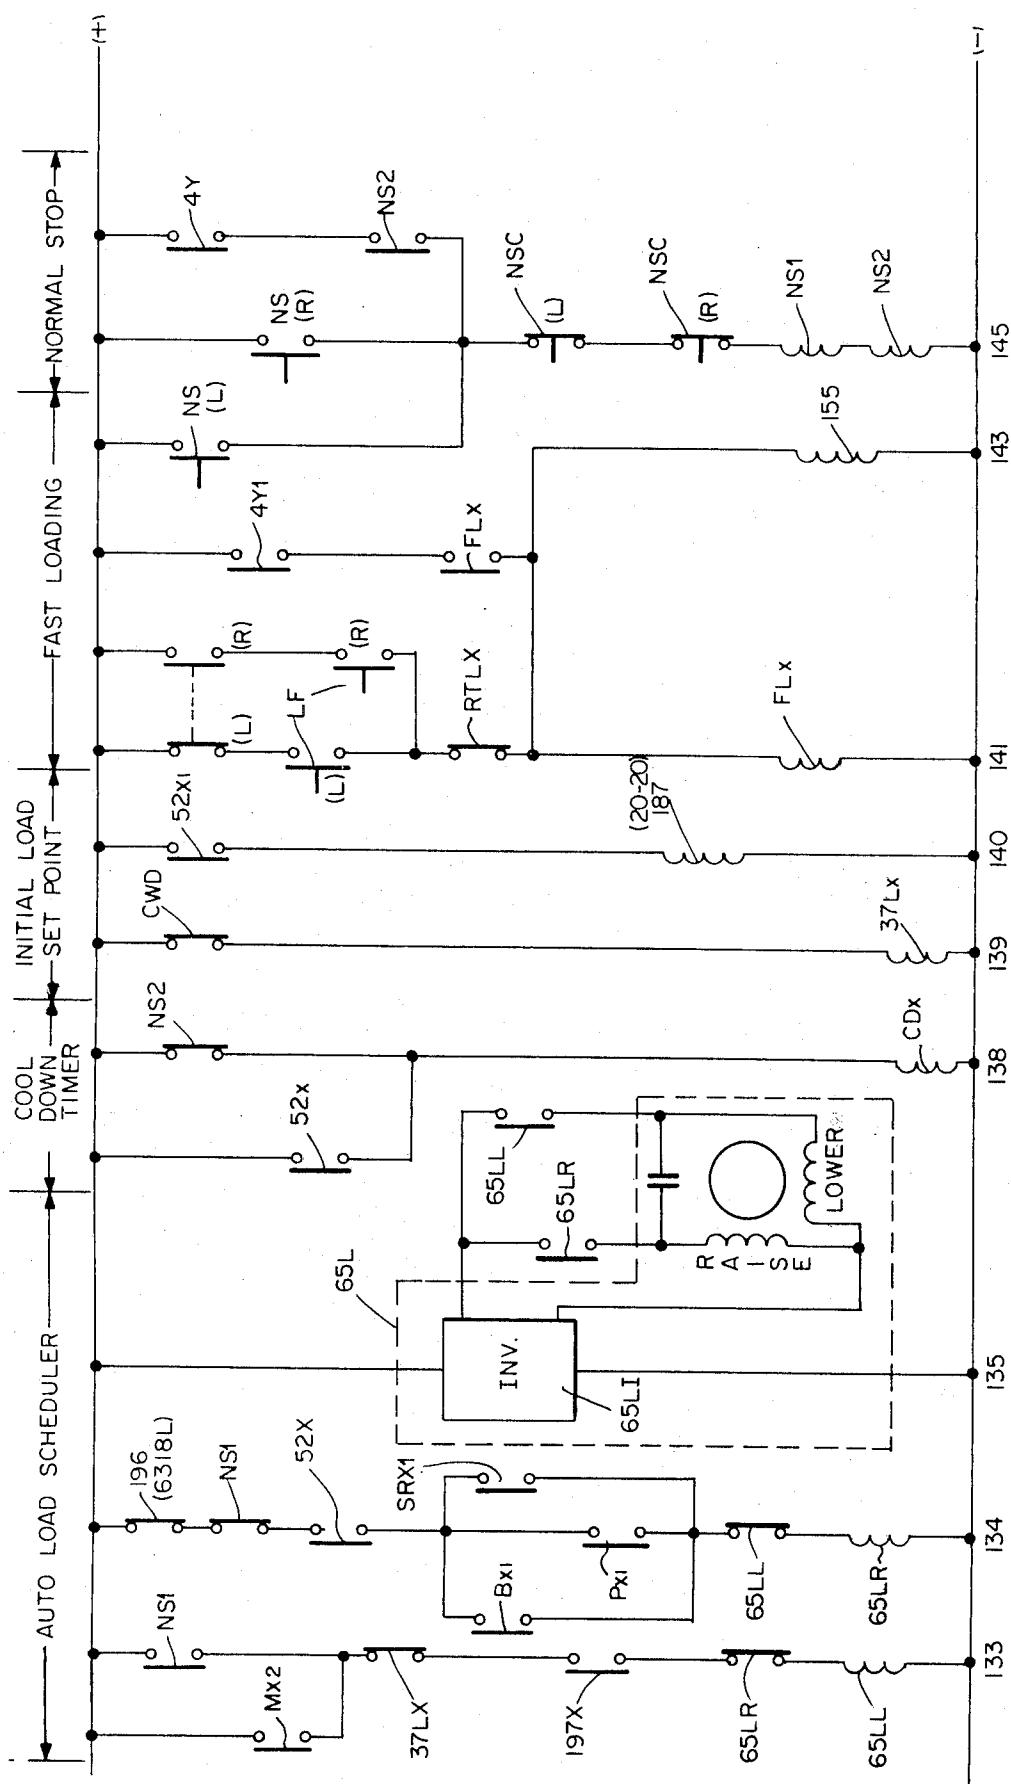 (+)
(-)
AUTO LOAD SCHEDULER
COOL
DOWN
TIMER
INITIAL LOAD
SET POINT
FAST LOADING
NORMAL STOP
Mx2
NS1
37LX
197X
65LR
65LL
133
196
(6318L)
NS1
52X
SRX1
Bx1
Px1
65LL
65LR
134
65L
INV.
65LI
65LL
65LR
RAISE
LOWER
135
52x
NS2
CDx
138
CWD
37Lx
139
52X1
(20-20)
187
140
(L)
(R)
LF
(L)
(R)
RTLX
FLx
141
4Y1
FLX
155
143
NS
(L)
NS
(R)
4Y
NS2
NSC
(L)
NSC
(R)
NS1
NS2
145